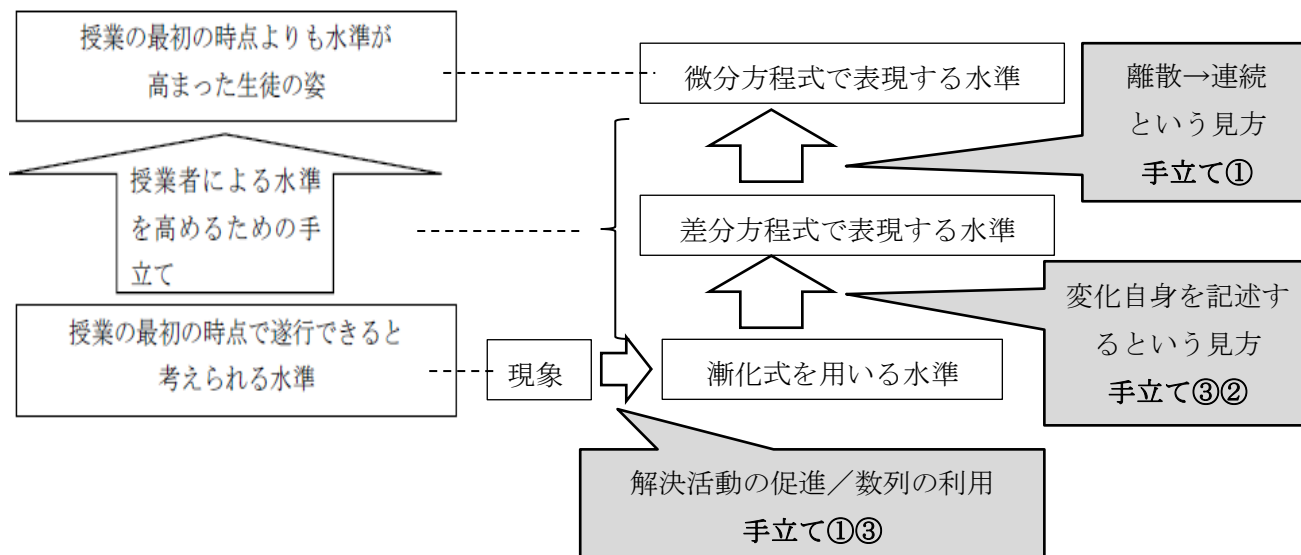 授業の最初の時点よりも水準が
高まった生徒の姿
授業者による水準
を高めるための手
立て
授業の最初の時点で遂行できると
考えられる水準
現象
微分方程式で表現する水準
差分方程式で表現する水準
漸化式を用いる水準
離散→連続
という見方
手立て①
変化自身を記述す
るという見方
手立て③②
解決活動の促進／数列の利用
手立て①③